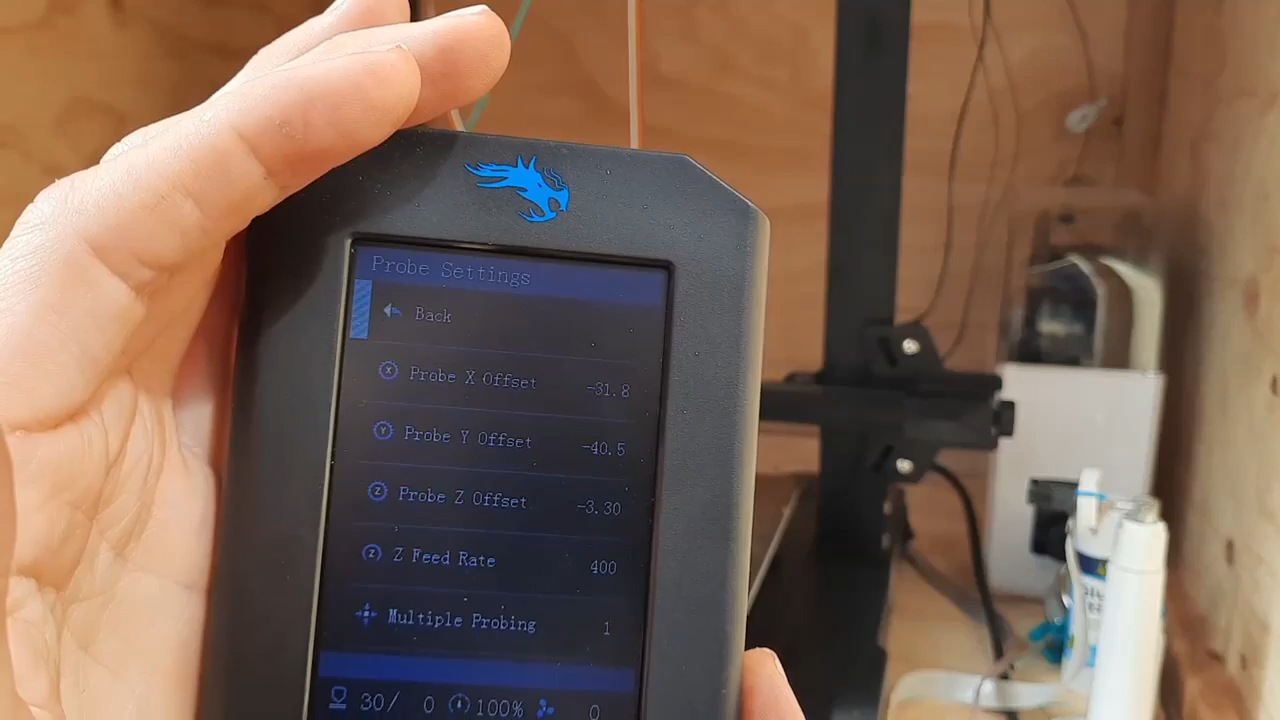 Probe Settings
Back
Probe X Offset -31.8
Probe Y Offset -40.5
Probe Z Offset -3.30
Z Feed Rate 400
Multiple Probing 1
30/ 0 100% 0